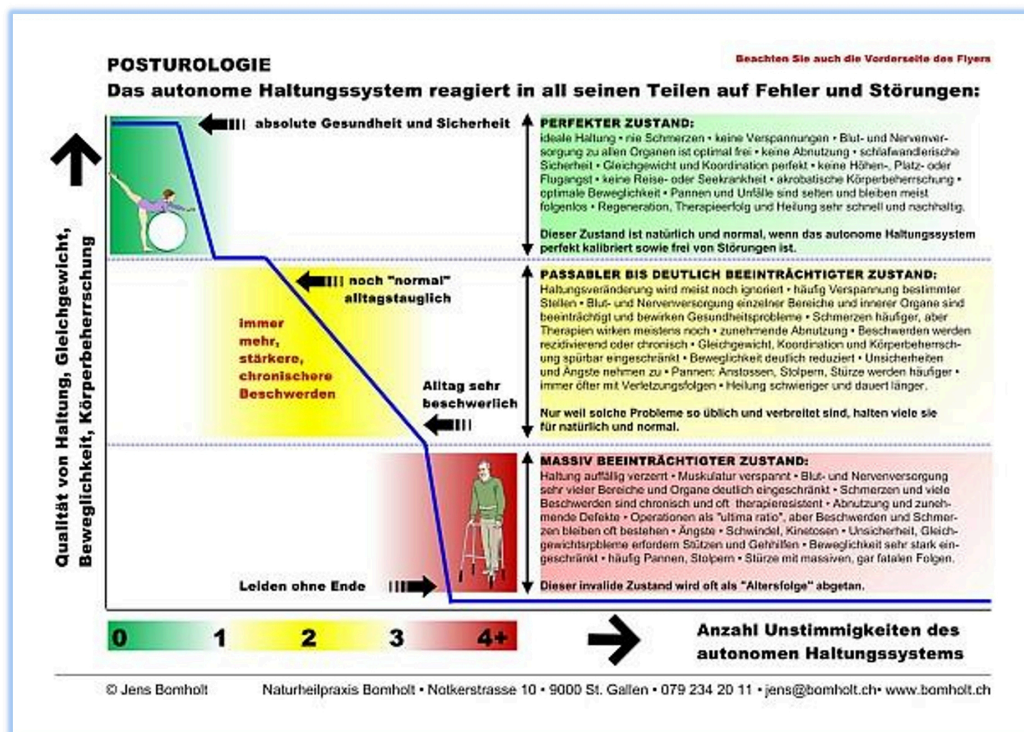 POSTUROLOGIE
Beachten Sie auch die Vorderseite des Flyers
Das autonome Haltungssystem reagiert in all seinen Teilen auf Fehler und Störungen:
Qualität von Haltung, Gleichgewicht,
Beweglichkeit, Körperbeherrschung
absolute Gesundheit und Sicherheit
PERFEKTER ZUSTAND:
ideale Haltung • nie Schmerzen • keine Verspannungen • Blut- und Nervenver-
sorgung zu allen Organen ist optimal frei • keine Abnutzung • schlafwandlerische
Sicherheit • Gleichgewicht und Koordination perfekt • keine Höhen-, Platz- oder
Flugangst • keine Reise- oder Seekrankheit • akrobatische Körperbeherrschung •
optimale Beweglichkeit • Pannen und Unfälle sind selten und bleiben meist
folgenlos • Regeneration, Therapieerfolg und Heilung sehr schnell und nachhaltig.
Dieser Zustand ist natürlich und normal, wenn das autonome Haltungssystem
perfekt kalibriert sowie frei von Störungen ist.
noch "normal"
alltagstauglich
immer
mehr,
stärkere,
chronischere
Beschwerden
Alltag sehr
beschwerlich
PASSABLER BIS DEUTLICH BEEINTRÄCHTIGTER ZUSTAND:
Haltungsveränderung wird meist noch ignoriert • häufig Verspannung bestimmter
Stellen • Blut- und Nervenversorgung einzelner Bereiche und innerer Organe sind
beeinträchtigt und bewirken Gesundheitsprobleme • Schmerzen häufiger, aber
Therapien wirken meistens noch • zunehmende Abnutzung • Beschwerden werden
rezidivierend oder chronisch • Gleichgewicht, Koordination und Körperbeherrsch-
ung spürbar eingeschränkt • Beweglichkeit deutlich reduziert • Unsicherheiten
und Ängste nehmen zu • Pannen: Anstossen, Stolpern, Stürze werden häufiger •
immer öfter mit Verletzungsfolgen • Heilung schwieriger und dauert länger.
Nur weil solche Probleme so üblich und verbreitet sind, halten viele sie
für natürlich und normal.
Leiden ohne Ende
MASSIV BEEINTRÄCHTIGTER ZUSTAND:
Haltung auffällig verzerrt • Muskulatur verspannt • Blut- und Nervenversorgung
sehr vieler Bereiche und Organe deutlich eingeschränkt • Schmerzen und viele
Beschwerden sind chronisch und oft therapieresistent • Abnutzung und zuneh-
mende Defekte • Operationen als "ultima ratio", aber Beschwerden und Schmer-
zen bleiben oft bestehen • Ängste • Schwindel, Kinetosen • Unsicherheit, Gleich-
gewichtsrpbleme erfordern Stützen und Gehhilfen • Beweglichkeit sehr stark ein-
geschränkt • häufig Pannen, Stolpern • Stürze mit massiven, gar fatalen Folgen.
Dieser invalide Zustand wird oft als "Altersfolge" abgetan.
0 1 2 3 4+
Anzahl Unstimmigkeiten des
autonomen Haltungssystems
© Jens Bomholt
Naturheilpraxis Bomholt • Notkerstrasse 10 • 9000 St. Gallen • 079 234 20 11 • jens@bomholt.ch• www.bomholt.ch